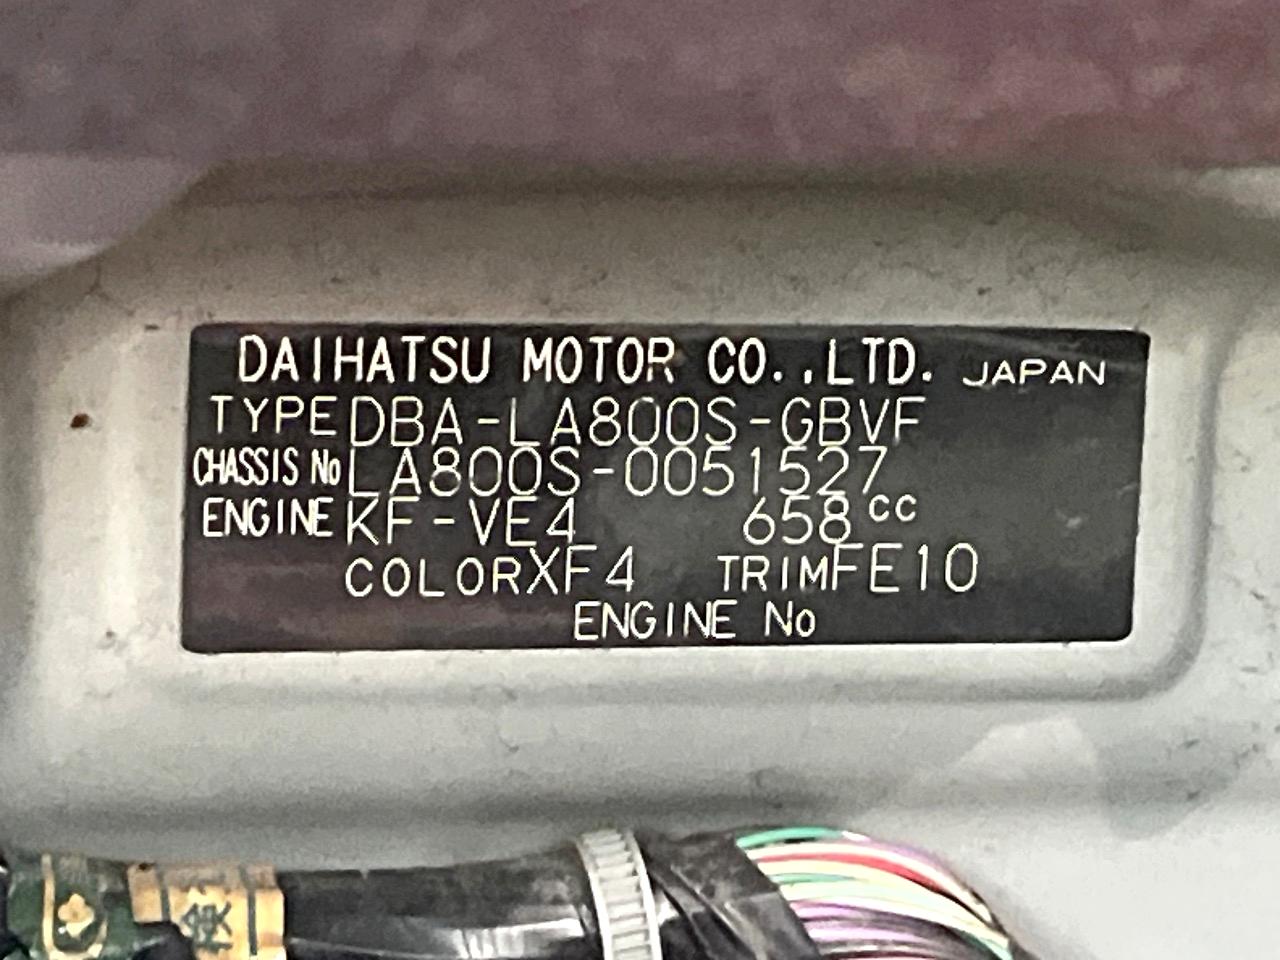 DAIHATSU MOTOR CO.,LTD. JAPAN
TYPE DBA-LA800S-GBVF
CHASSIS No LA800S-0051527
ENGINE KF-VE4 658cc
COLOR XF4 TRIM FE10
ENGINE No